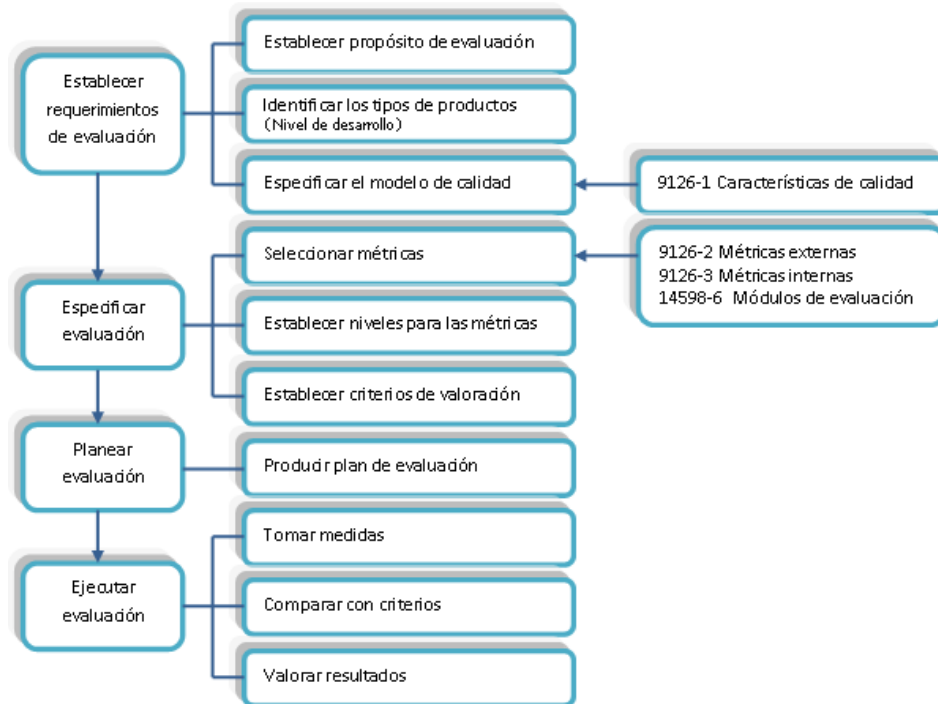 Establecer
requerimientos
de evaluación
Establecer propósito de evaluación
Identificar los tipos de productos
(Nivel de desarrollo)
Especificar el modelo de calidad
9126-1 Características de calidad
Especificar
evaluación
Seleccionar métricas
Establecer niveles para las métricas
Establecer criterios de valoración
9126-2 Métricas externas
9126-3 Métricas internas
14598-6 Módulos de evaluación
Planear
evaluación
Producir plan de evaluación
Ejecutar
evaluación
Tomar medidas
Comparar con criterios
Valorar resultados